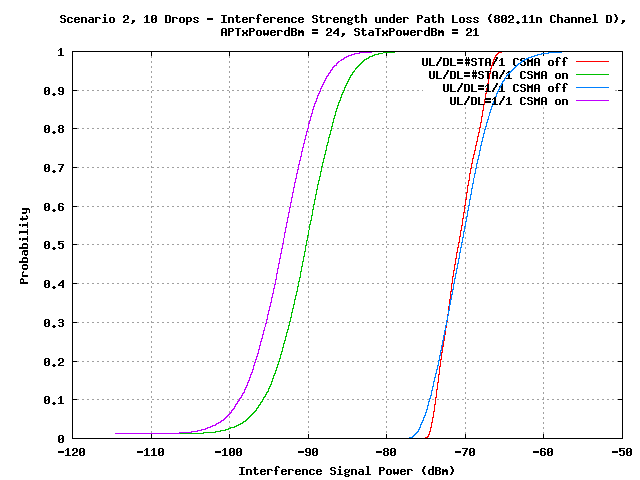 Scenario 2, 10 Drops - Interference Strength under Path Loss (802.11n Channel D),
APTxPowerdBm = 24, StaTxPowerdBm = 21
UL/DL=#STA/1 CSMA off
UL/DL=#STA/1 CSMA on
UL/DL=1/1 CSMA off
UL/DL=1/1 CSMA on
1
0.9
0.8
0.7
0.6
0.5
0.4
0.3
0.2
0.1
0
Probability
-120 -110 -100 -90 -80 -70 -60 -50
Interference Signal Power (dBm)